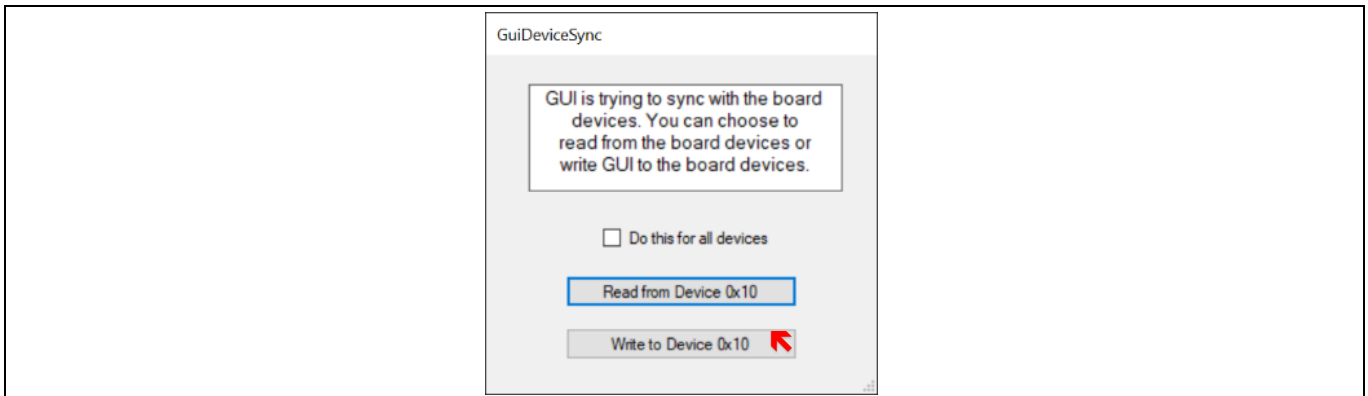 GuiDeviceSync
GUI is trying to sync with the board
devices. You can choose to
read from the board devices or
write GUI to the board devices.
Do this for all devices
Read from Device 0x10
Write to Device 0x10